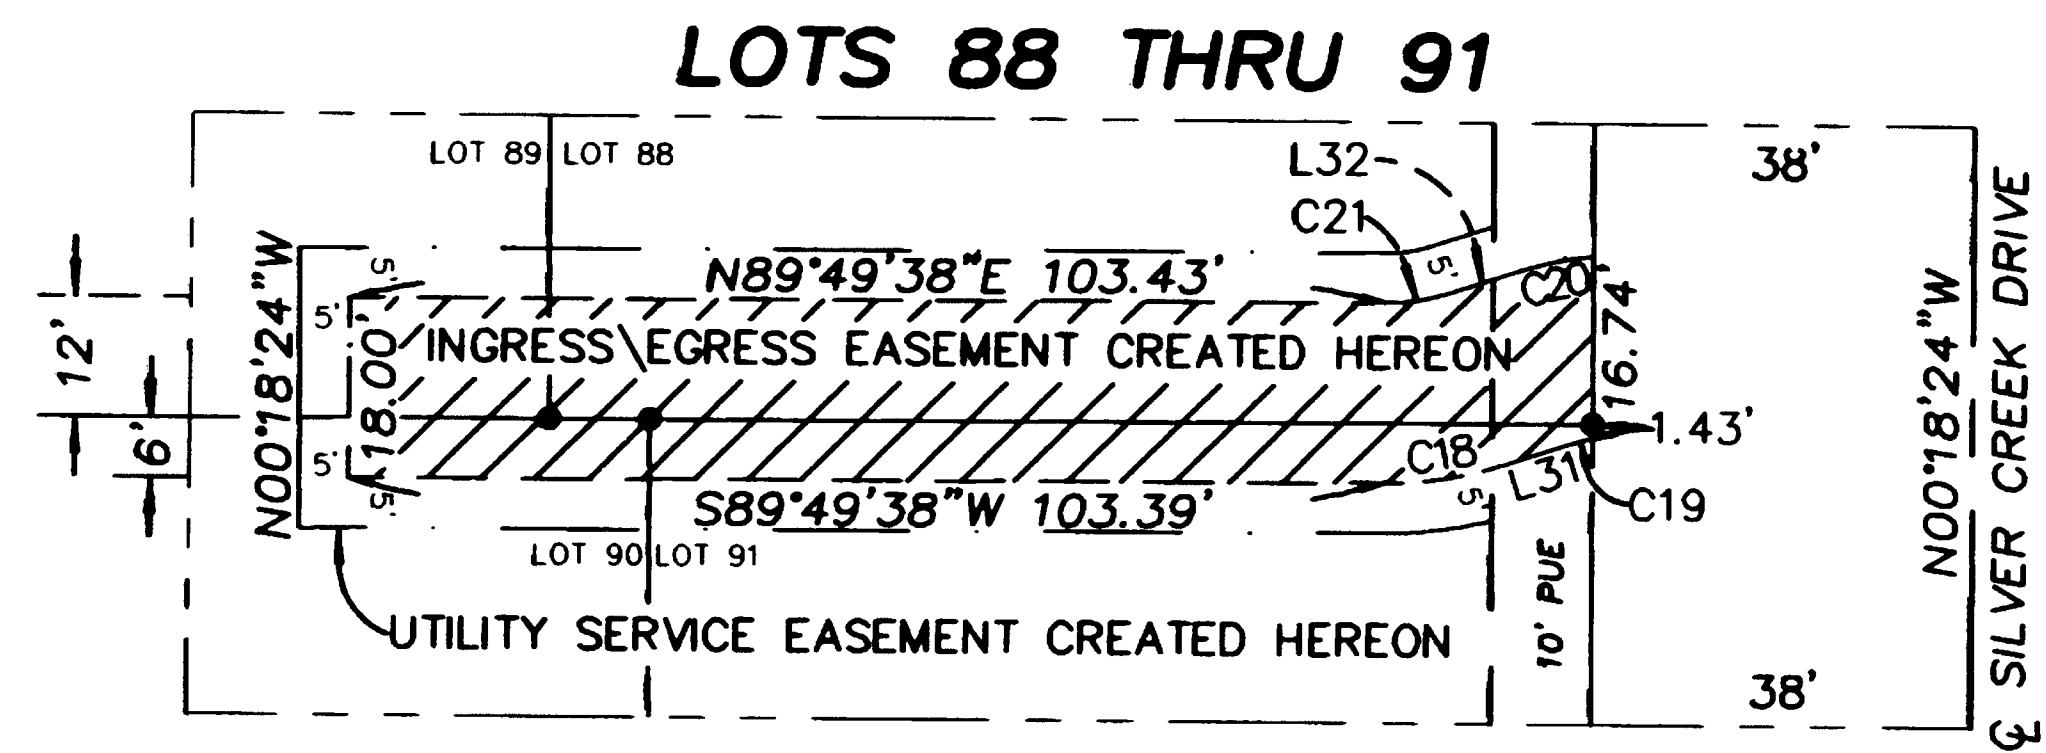 LOTS 88 THRU 91
LOT 89
LOT 88
L32
38'
C21
5'
N89°49'38"E 103.43'
5'
C20
12'
5'
N00°18'24"W
18.00'
INGRESS\EGRESS EASEMENT CREATED HEREON
16.74'
N00°18'24"W
SILVER CREEK DRIVE
6'
5'
5'
C18
1.43'
L31
5'
S89°49'38"W 103.39'
C19
LOT 90
LOT 91
10' PUE
UTILITY SERVICE EASEMENT CREATED HEREON
38'
℄